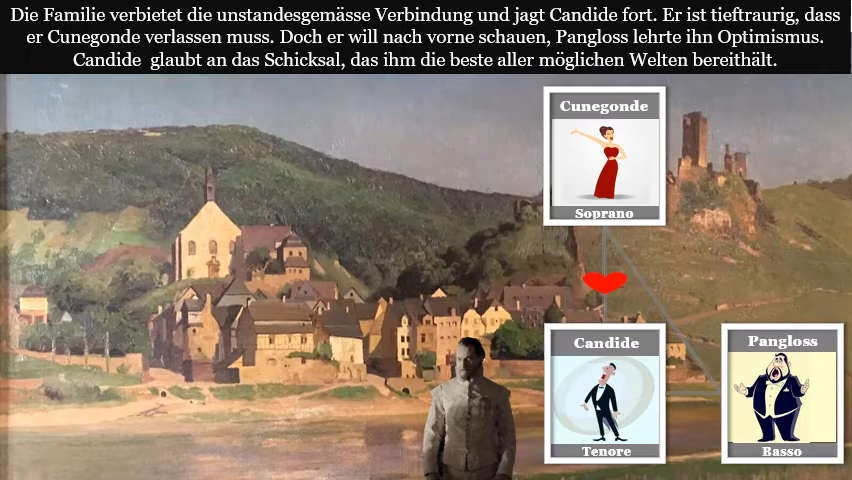 Die Familie verbietet die unstandesgemässe Verbindung und jagt Candide fort. Er ist tieftraurig, dass
er Cunegonde verlassen muss. Doch er will nach vorne schauen, Pangloss lehrte ihn Optimismus.
Candide glaubt an das Schicksal, das ihm die beste aller möglichen Welten bereithält.
Cunegonde
Soprano
Candide
Tenore
Pangloss
Basso